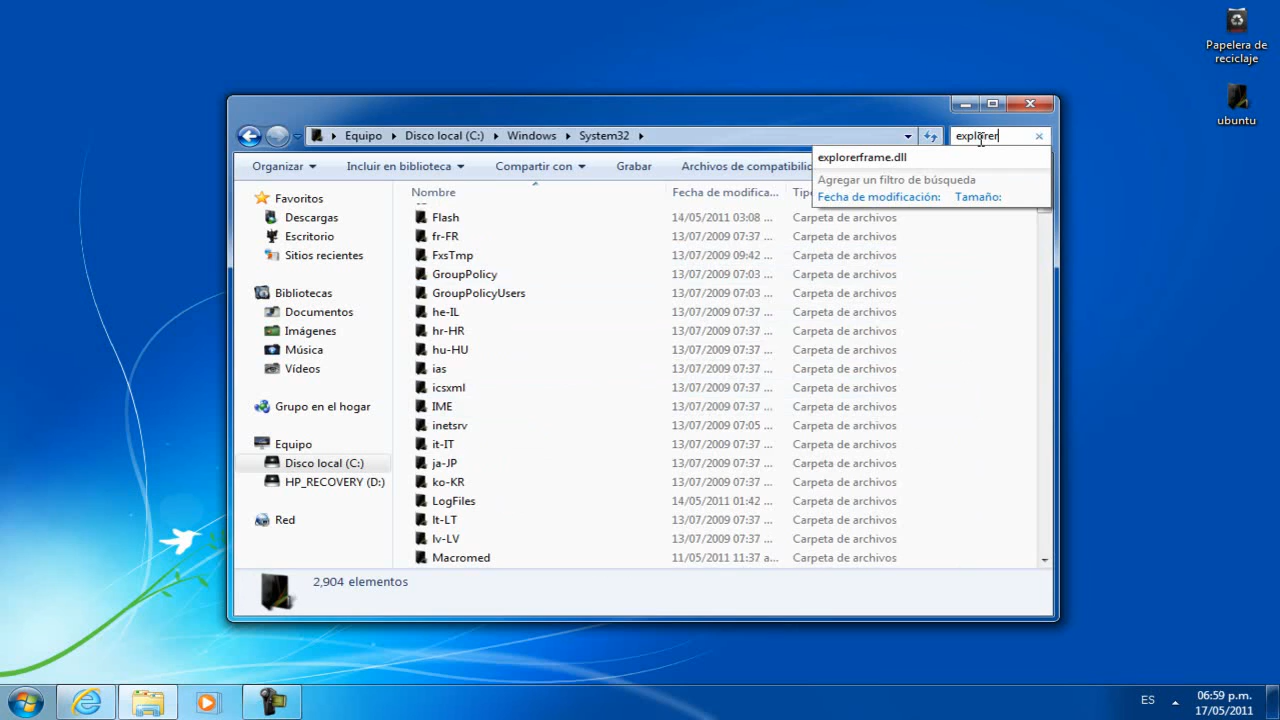 Papelera de
reciclaje
ubuntu
Equipo
Disco local (C:)
Windows
System32
explorer
explorerframe.dll
Agregar un filtro de búsqueda
Fecha de modificación: Tamaño:
Organizar
Incluir en biblioteca
Compartir con
Grabar
Archivos de compatibili
Favoritos
Descargas
Escritorio
Sitios recientes
Bibliotecas
Documentos
Imágenes
Música
Vídeos
Grupo en el hogar
Equipo
Disco local (C:)
HP_RECOVERY (D:)
Red
Nombre Fecha de modifica... Tip
Flash 14/05/2011 03:08 ... Carpeta de archivos
fr-FR 13/07/2009 07:37 ... Carpeta de archivos
FxsTmp 13/07/2009 09:42 ... Carpeta de archivos
GroupPolicy 13/07/2009 07:03 ... Carpeta de archivos
GroupPolicyUsers 13/07/2009 07:03 ... Carpeta de archivos
he-IL 13/07/2009 07:37 ... Carpeta de archivos
hr-HR 13/07/2009 07:37 ... Carpeta de archivos
hu-HU 13/07/2009 07:37 ... Carpeta de archivos
ias 13/07/2009 07:37 ... Carpeta de archivos
icsxml 13/07/2009 07:37 ... Carpeta de archivos
IME 13/07/2009 07:37 ... Carpeta de archivos
inetsrv 13/07/2009 07:05 ... Carpeta de archivos
it-IT 13/07/2009 07:37 ... Carpeta de archivos
ja-JP 13/07/2009 07:37 ... Carpeta de archivos
ko-KR 13/07/2009 07:37 ... Carpeta de archivos
LogFiles 14/05/2011 01:42 ... Carpeta de archivos
lt-LT 13/07/2009 07:37 ... Carpeta de archivos
lv-LV 13/07/2009 07:37 ... Carpeta de archivos
Macromed 11/05/2011 11:37 a... Carpeta de archivos
2,904 elementos
ES
06:59 p.m.
17/05/2011